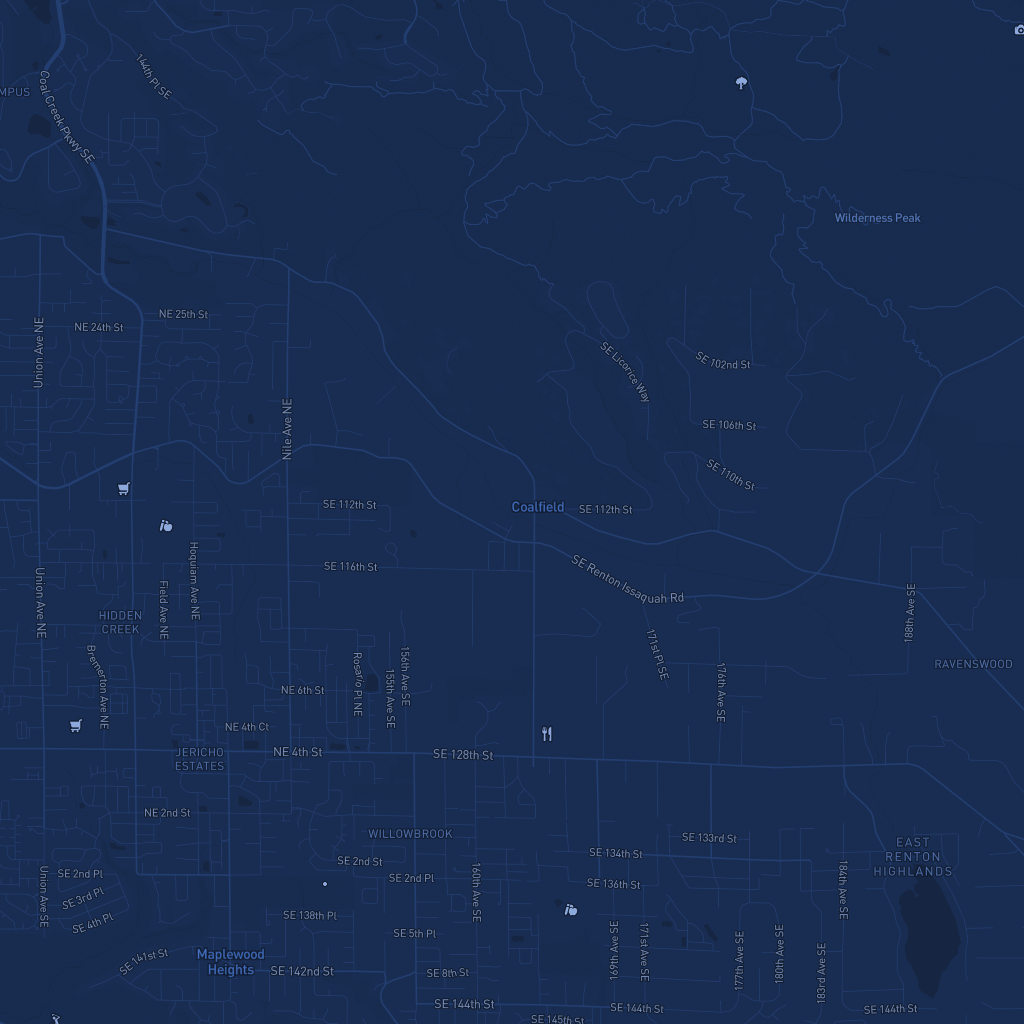 144th Pl SE
MPUS
Coal Creek Pkwy SE
Wilderness Peak
NE 25th St
NE 24th St
Union Ave NE
SE Licorice Way
SE 102nd St
Nile Ave NE
SE 106th St
SE 110th St
SE 112th St
Coalfield
SE 112th St
SE 116th St
SE Renton Issaquah Rd
Hoquiam Ave NE
Union Ave NE
Field Ave NE
188th Ave SE
HIDDEN
CREEK
Bremerton Ave NE
171st Pl SE
RAVENSWOOD
Rosario Pl NE
156th Ave SE
155th Ave SE
176th Ave SE
NE 6th St
NE 4th Ct
JERICHO
ESTATES
NE 4th St
SE 128th St
NE 2nd St
WILLOWBROOK
SE 133rd St
EAST
RENTON
HIGHLANDS
SE 134th St
SE 2nd St
SE 2nd Pl
SE 2nd Pl
SE 136th St
184th Ave SE
160th Ave SE
Union Ave SE
SE 3rd Pl
SE 4th Pl
SE 138th Pl
SE 5th Pl
169th Ave SE
171st Ave SE
177th Ave SE
180th Ave SE
183rd Ave SE
Maplewood
Heights
SE 141st St
SE 142nd St
SE 8th St
SE 144th St
SE 144th St
SE 144th St
SE 145th St